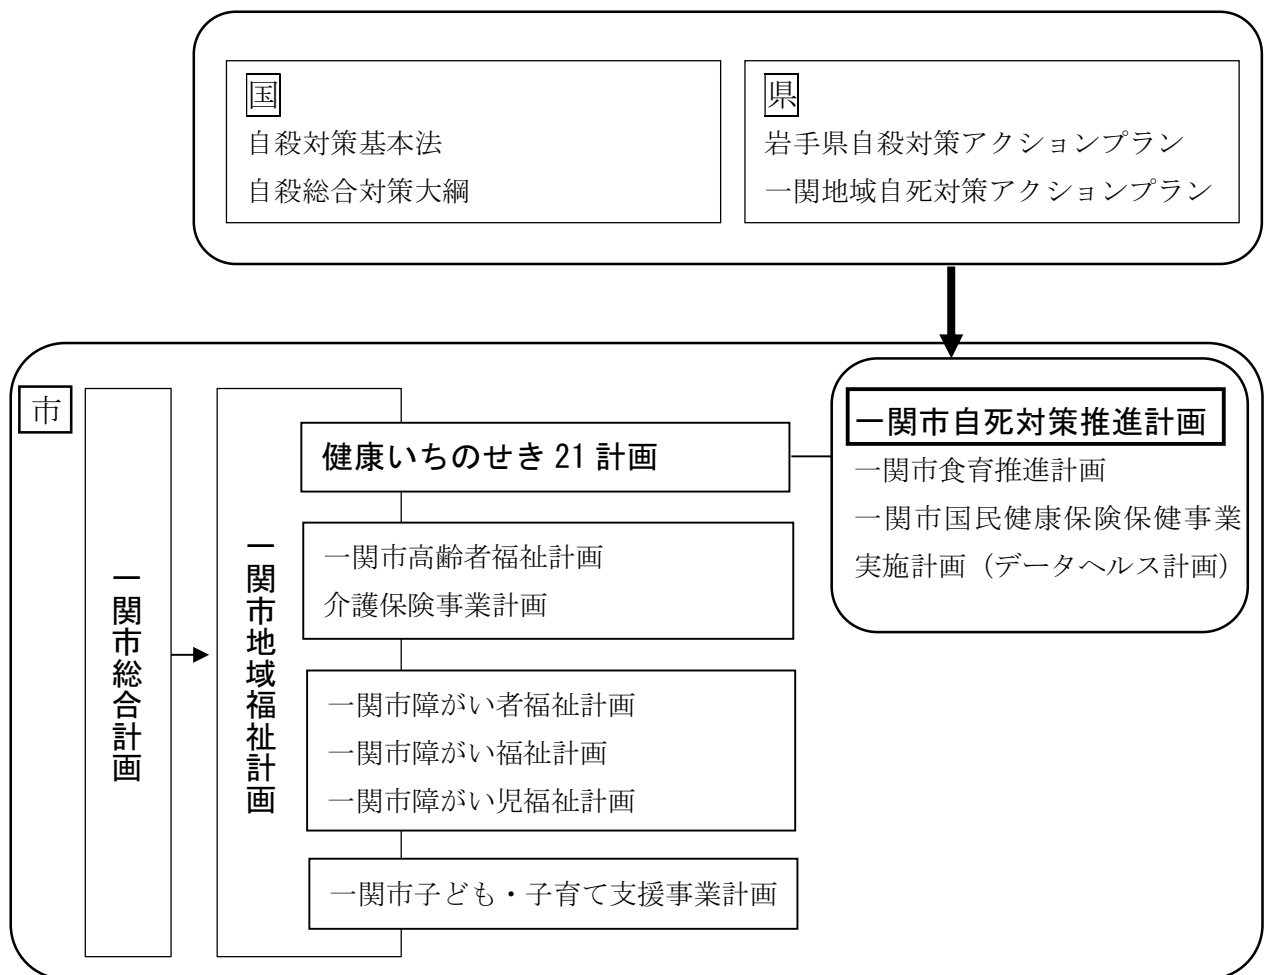 国
自殺対策基本法
自殺総合対策大綱
県
岩手県自殺対策アクションプラン
一関地域自死対策アクションプラン
市
一関市総合計画
一関市地域福祉計画
健康いちのせき 21 計画
一関市高齢者福祉計画
介護保険事業計画
一関市障がい者福祉計画
一関市障がい福祉計画
一関市障がい児福祉計画
一関市子ども・子育て支援事業計画
一関市自死対策推進計画
一関市食育推進計画
一関市国民健康保険保健事業
実施計画（データヘルス計画）